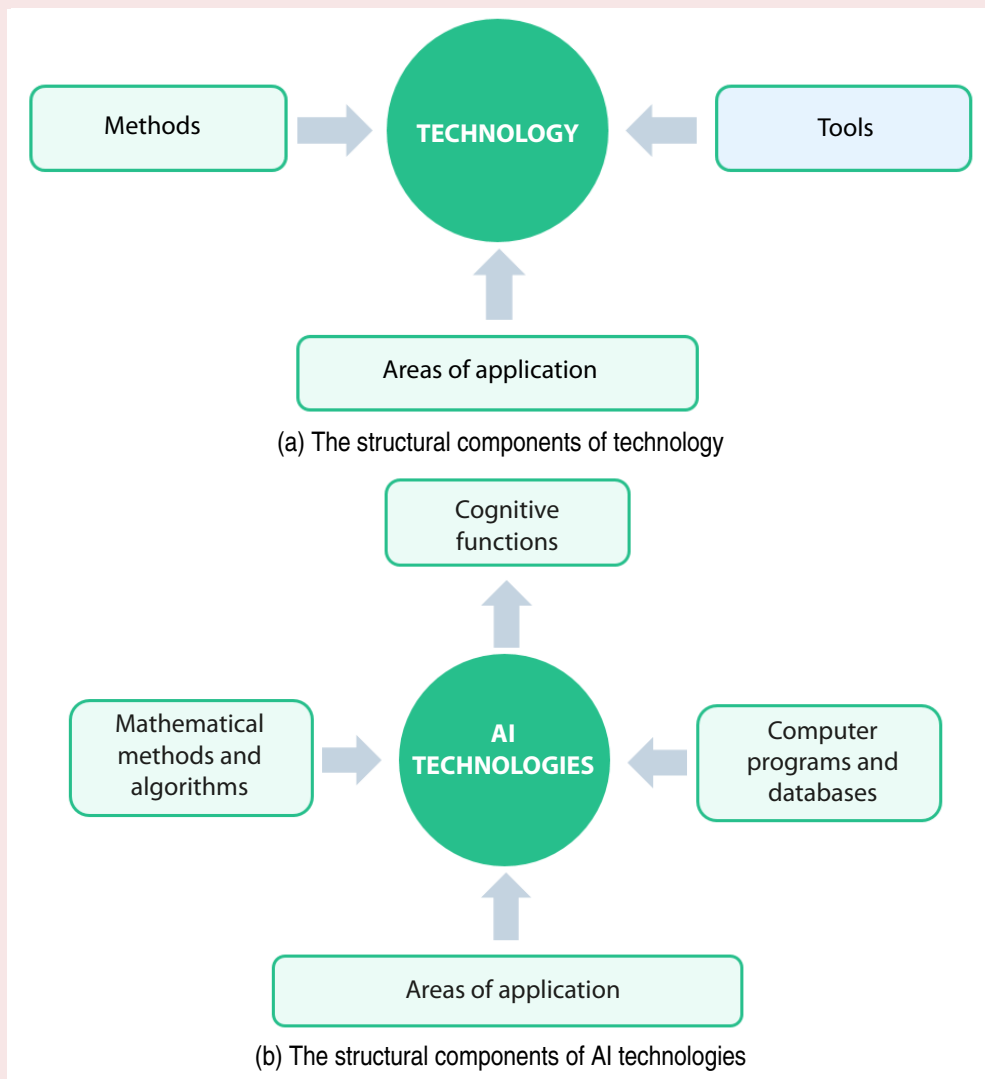 Methods
TECHNOLOGY
Tools
Areas of application
(a) The structural components of technology
Cognitive
functions
Mathematical
methods and
algorithms
AI
TECHNOLOGIES
Computer
programs and
databases
Areas of application
(b) The structural components of AI technologies